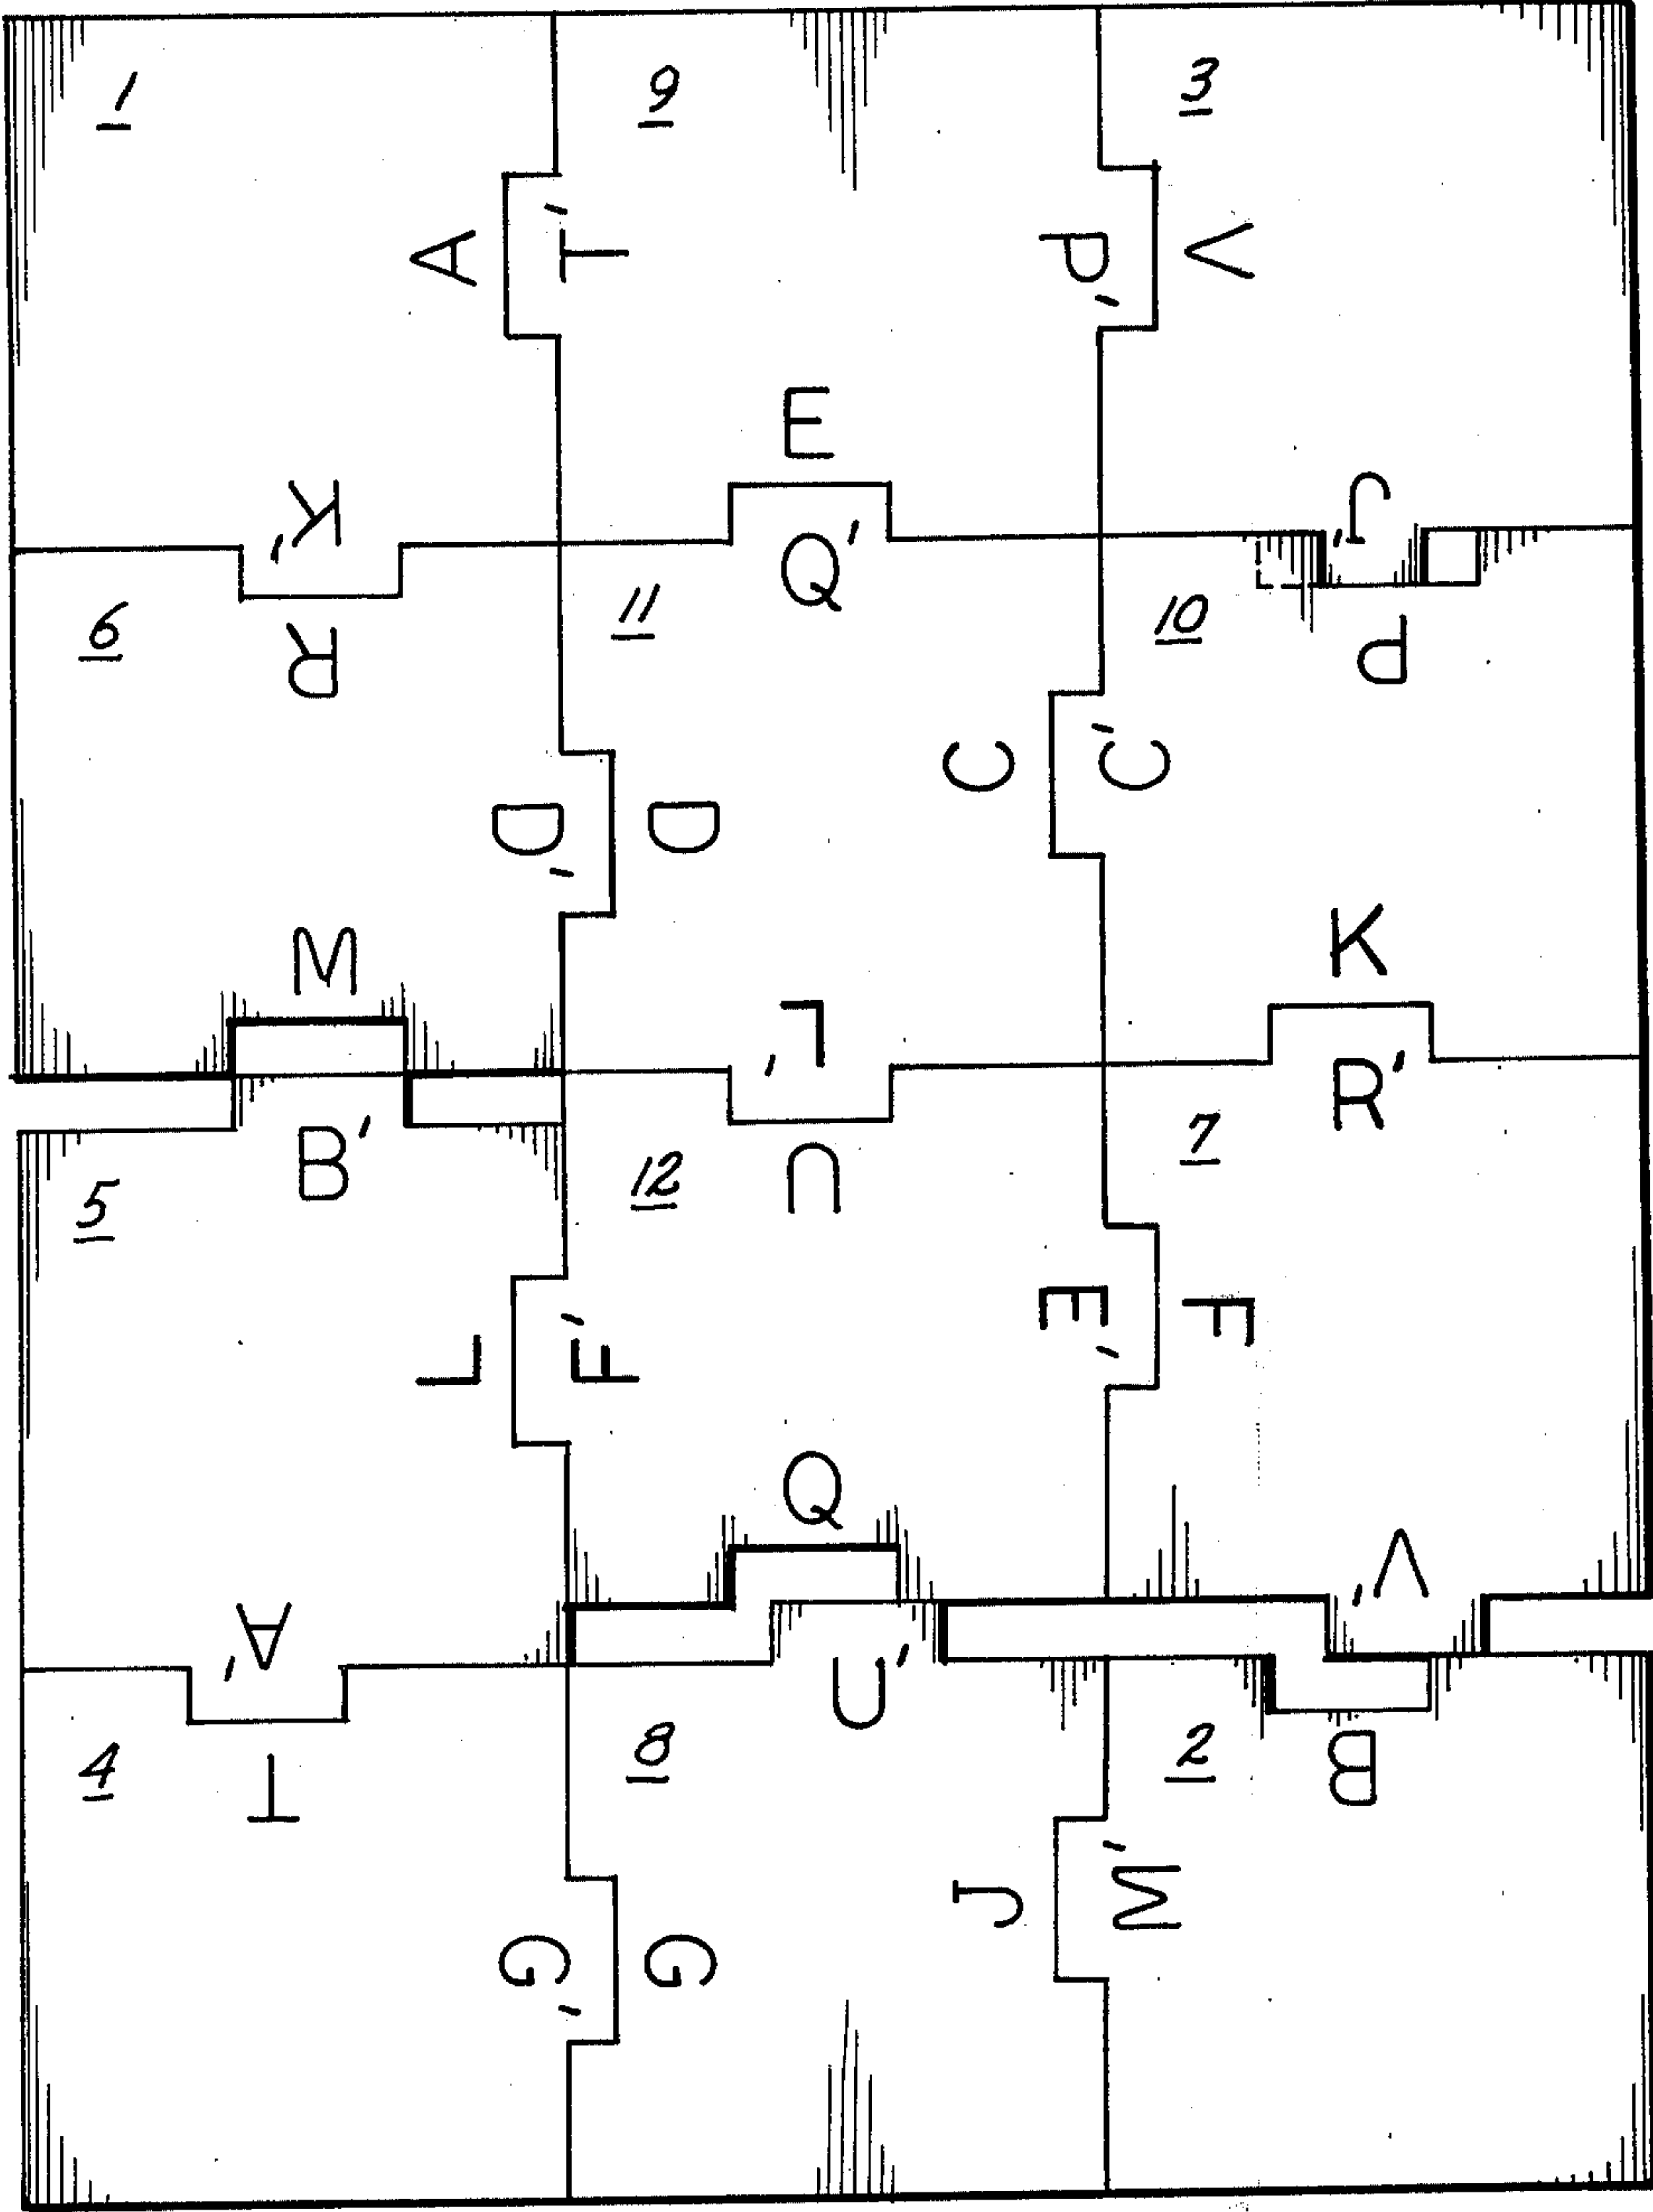 1 9 3
A T' P' V
E
K' J'
Q'
6 11 10
R P
C C'
D' D
M K
L'
R'
B' 12 7
5 U
E' F
L F'
Q
V'
A' U'
4 8 2
T B
J M'
G' G